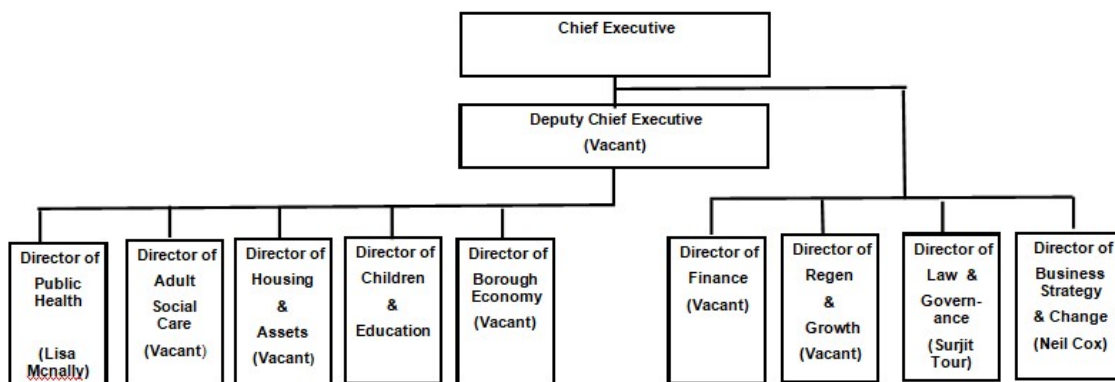 Chief Executive
Deputy Chief Executive
(Vacant)
Director of
Public
Health
(Lisa
Mcnally)
Director of
Adult
Social
Care
(Vacant)
Director of
Housing
&
Assets
(Vacant)
Director of
Children
&
Education
Director of
Borough
Economy
(Vacant)
Director of
Finance
(Vacant)
Director of
Regen
&
Growth
(Vacant)
Director of
Law &
Govern-
ance
(Surjit
Tour)
Director of
Business
Strategy
& Change
(Neil Cox)